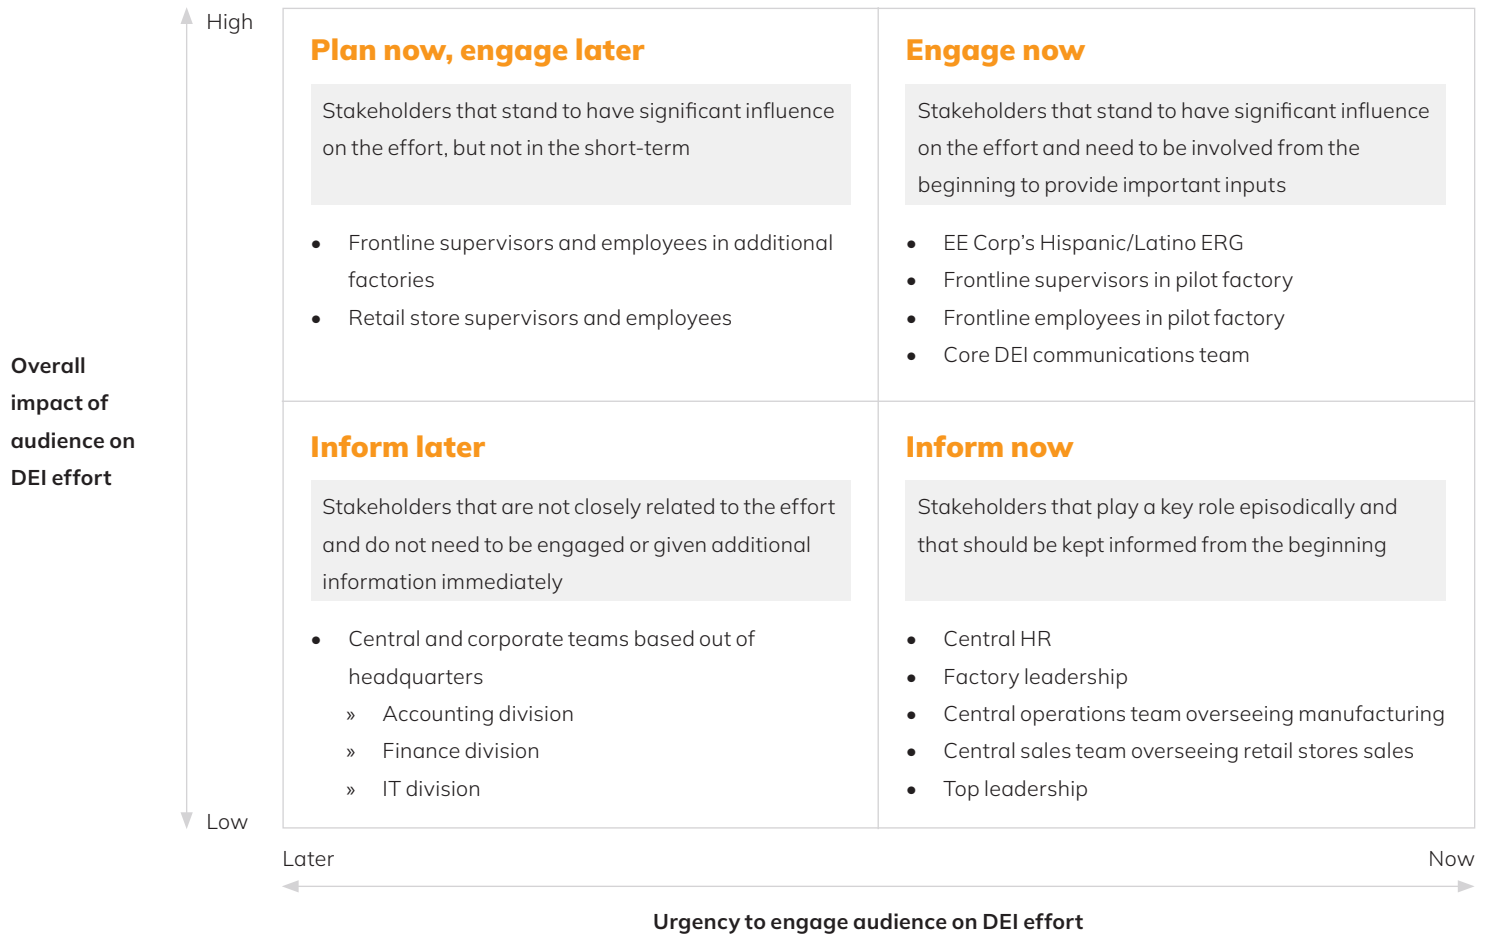 High
Plan now, engage later
Stakeholders that stand to have significant influence
on the effort, but not in the short-term
• Frontline supervisors and employees in additional
factories
• Retail store supervisors and employees
Engage now
Stakeholders that stand to have significant influence
on the effort and need to be involved from the
beginning to provide important inputs
• EE Corp’s Hispanic/Latino ERG
• Frontline supervisors in pilot factory
• Frontline employees in pilot factory
• Core DEI communications team
Overall
impact of
audience on
DEI effort
Inform later
Stakeholders that are not closely related to the effort
and do not need to be engaged or given additional
information immediately
• Central and corporate teams based out of
headquarters
» Accounting division
» Finance division
» IT division
Inform now
Stakeholders that play a key role episodically and
that should be kept informed from the beginning
• Central HR
• Factory leadership
• Central operations team overseeing manufacturing
• Central sales team overseeing retail stores sales
• Top leadership
Low
Later
Now
Urgency to engage audience on DEI effort